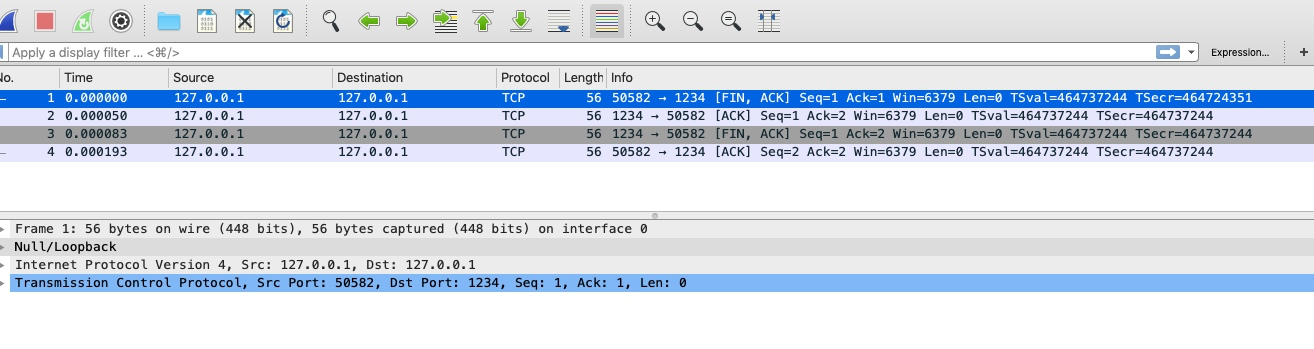 Apply a display filter ... <⌘/> Expression... +
No. Time Source Destination Protocol Length Info
1 0.000000 127.0.0.1 127.0.0.1 TCP 56 50582 → 1234 [FIN, ACK] Seq=1 Ack=1 Win=6379 Len=0 TSval=464737244 TSecr=464724351
2 0.000050 127.0.0.1 127.0.0.1 TCP 56 1234 → 50582 [ACK] Seq=1 Ack=2 Win=6379 Len=0 TSval=464737244 TSecr=464737244
3 0.000083 127.0.0.1 127.0.0.1 TCP 56 1234 → 50582 [FIN, ACK] Seq=1 Ack=2 Win=6379 Len=0 TSval=464737244 TSecr=464737244
4 0.000193 127.0.0.1 127.0.0.1 TCP 56 50582 → 1234 [ACK] Seq=2 Ack=2 Win=6379 Len=0 TSval=464737244 TSecr=464737244
Frame 1: 56 bytes on wire (448 bits), 56 bytes captured (448 bits) on interface 0
Null/Loopback
Internet Protocol Version 4, Src: 127.0.0.1, Dst: 127.0.0.1
Transmission Control Protocol, Src Port: 50582, Dst Port: 1234, Seq: 1, Ack: 1, Len: 0